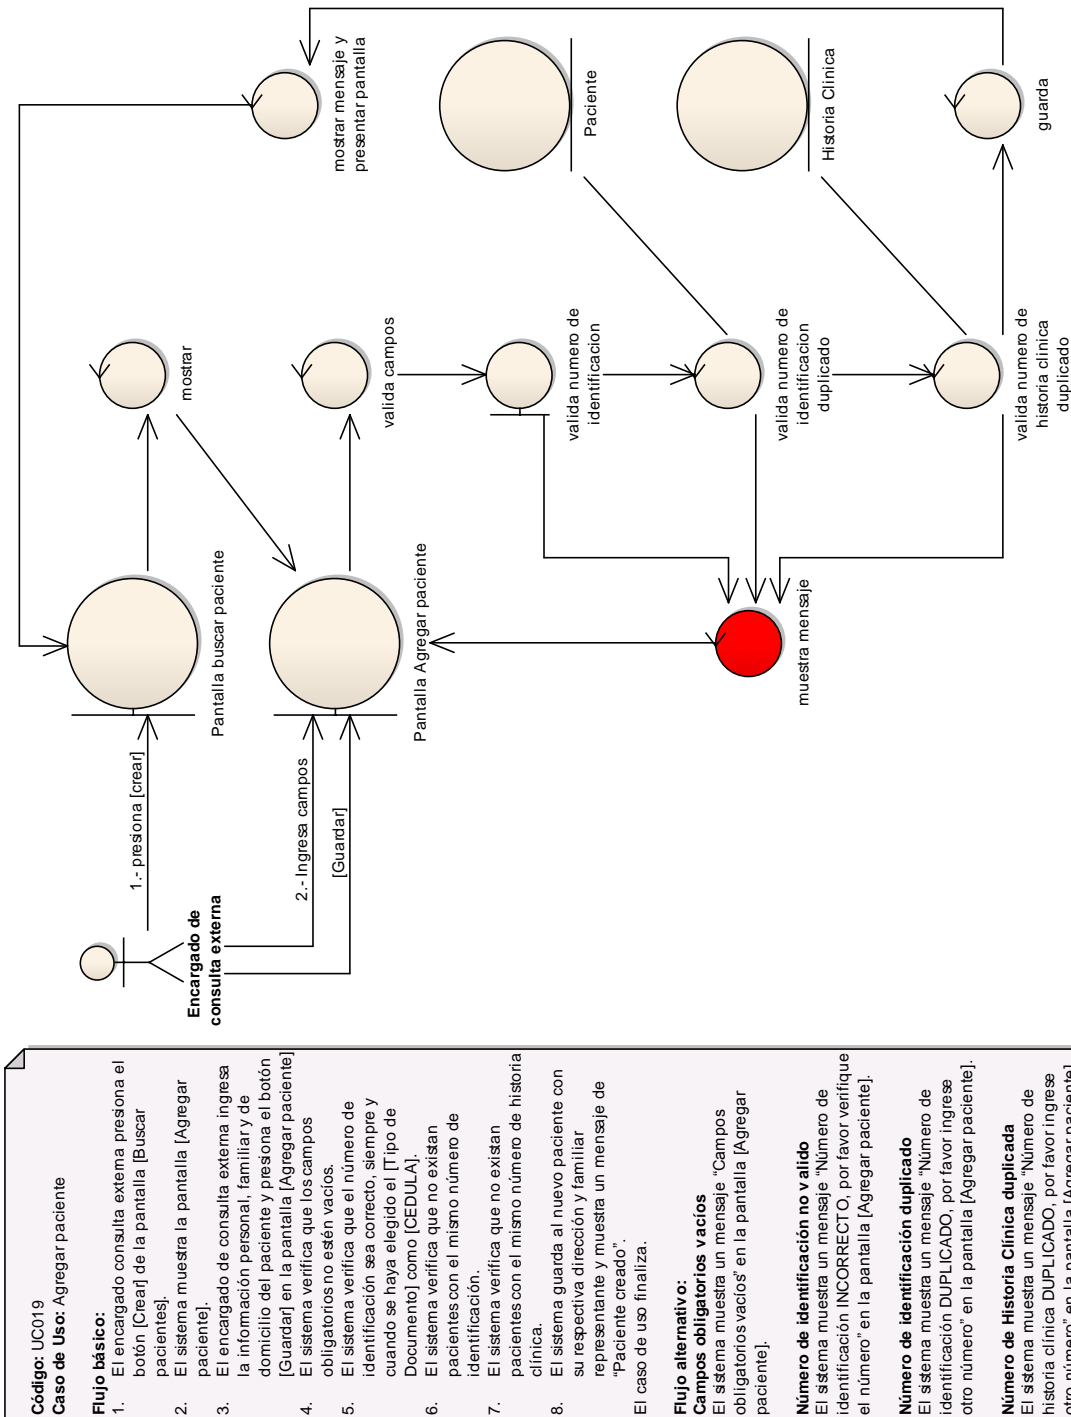 Código: UC019
Caso de Uso: Agregar paciente
Flujo básico:
1. El encargado consulta externa presiona el
botón [Crear] de la pantalla [Buscar
pacientes].
2. El sistema muestra la pantalla [Agregar
paciente].
3. El encargado de consulta externa ingresa
la información personal, familiar y de
domicilio del paciente y presiona el botón
[Guardar] en la pantalla [Agregar paciente]
4. El sistema verifica que los campos
obligatorios no estén vacíos.
5. El sistema verifica que el número de
identificación sea correcto, siempre y
cuando se haya elegido el [Tipo de
Documento] como [CEDULA].
6. El sistema verifica que no existan
pacientes con el mismo número de
identificación.
7. El sistema verifica que no existan
pacientes con el mismo número de historia
clínica.
8. El sistema guarda al nuevo paciente con
su respectiva dirección y familiar
representante y muestra un mensaje de
"Paciente creado".
El caso de uso finaliza.
Flujo alternativo:
Campos obligatorios vacíos
El sistema muestra un mensaje "Campos
obligatorios vacíos" en la pantalla [Agregar
paciente].
Número de identificación no valido
El sistema muestra un mensaje "Número de
identificación INCORRECTO, por favor verifique
el número" en la pantalla [Agregar paciente].
Número de identificación duplicado
El sistema muestra un mensaje "Número de
identificación DUPLICADO, por favor ingrese
otro número" en la pantalla [Agregar paciente].
Número de Historia Clínica duplicada
El sistema muestra un mensaje "Número de
historia clínica DUPLICADO, por favor ingrese
otro número" en la pantalla [Agregar paciente].
Encargado de
consulta externa
1.- presiona [crear]
2.- Ingresa campos
[Guardar]
Pantalla buscar paciente
Pantalla Agregar paciente
muestra mensaje
mostrar
valida campos
valida numero de
identificacion
valida numero de
identificacion
duplicado
valida numero de
historia clinica
duplicado
mostrar mensaje y
presentar pantalla
Paciente
Historia Clinica
guarda